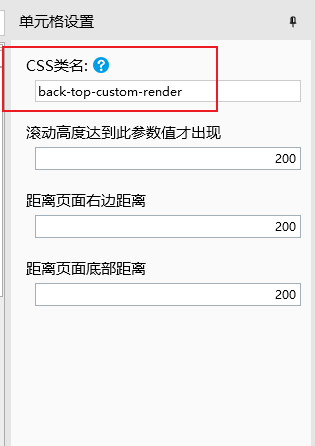 单元格设置
CSS类名: ?
back-top-custom-render
滚动高度达到此参数值才出现
200
距离页面右边距离
200
距离页面底部距离
200